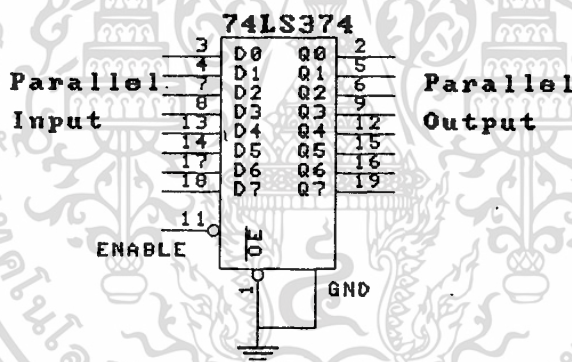 74LS374
3 D0 Q0 2
4 D1 Q1 5
Parallel 7 D2 Q2 6 Parallel
8 D3 Q3 9
Input 13 D4 Q4 12 Output
14 D5 Q5 15
17 D6 Q6 16
18 D7 Q7 19
11 OE
ENABLE
1 GND